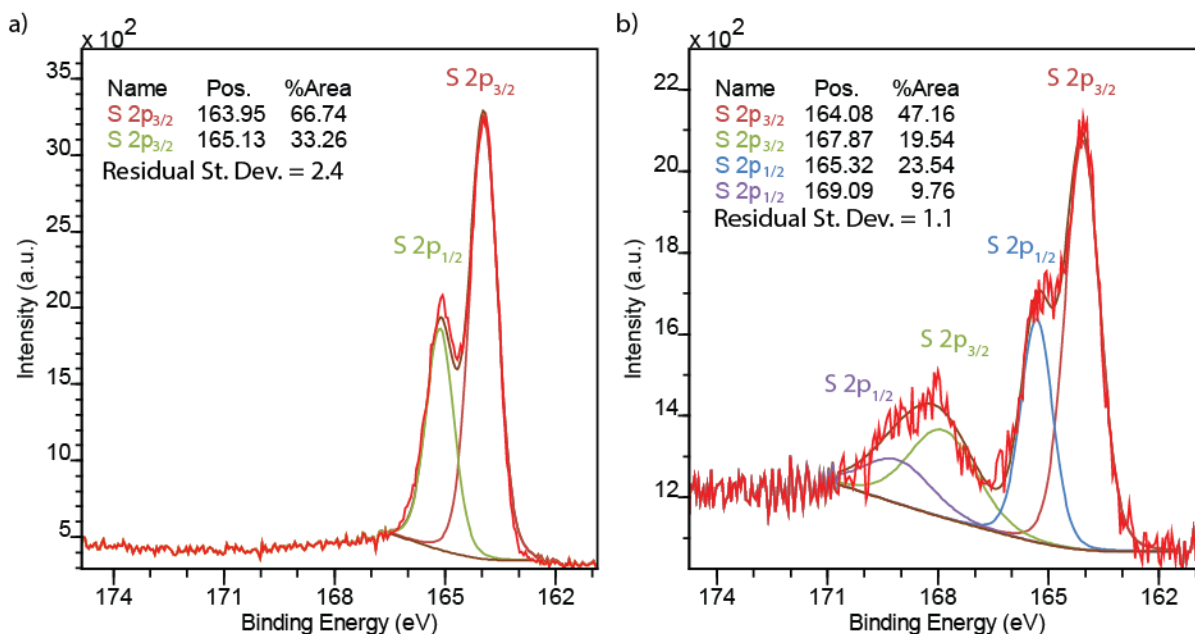 a)
x 10²
Name Pos. %Area
S 2p3/2 163.95 66.74
S 2p3/2 165.13 33.26
Residual St. Dev. = 2.4
S 2p3/2
S 2p1/2
35
30
25
20
15
10
5
Intensity (a.u.)
174 171 168 165 162
Binding Energy (eV)
b)
x 10²
Name Pos. %Area
S 2p3/2 164.08 47.16
S 2p3/2 167.87 19.54
S 2p1/2 165.32 23.54
S 2p1/2 169.09 9.76
Residual St. Dev. = 1.1
S 2p3/2
S 2p1/2
S 2p3/2
S 2p1/2
22
20
18
16
14
12
Intensity (a.u.)
174 171 168 165 162
Binding Energy (eV)